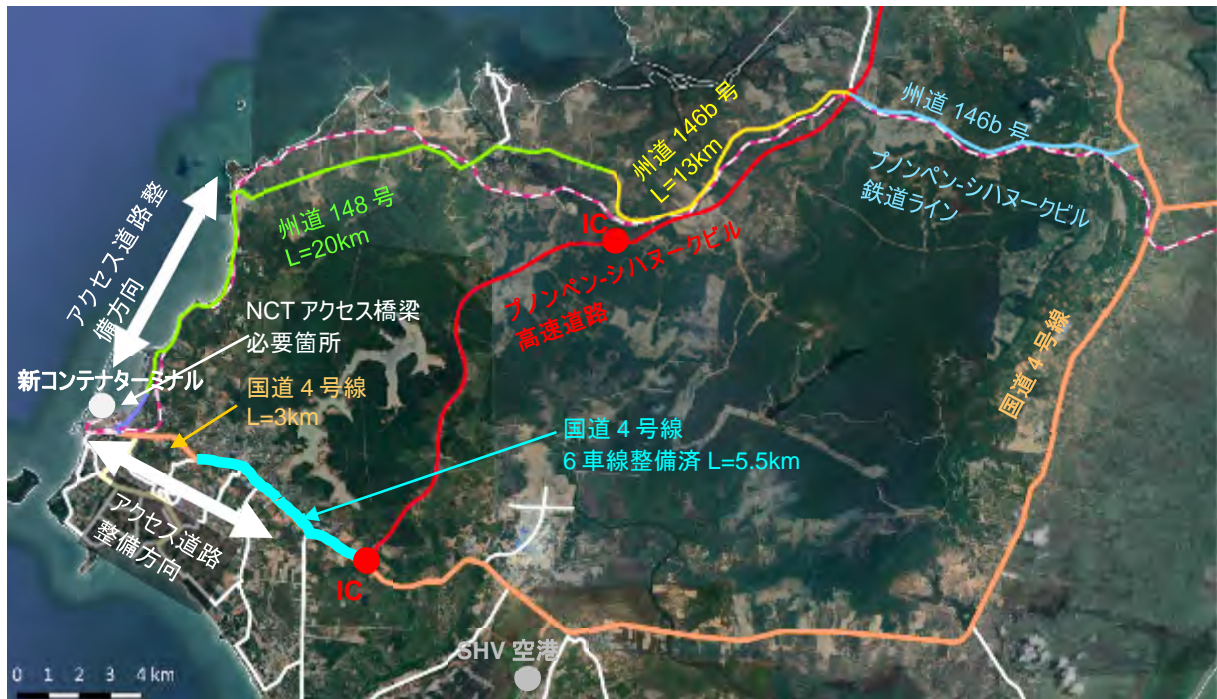 州道 146b 号
州道 146b 号
L=13km
プノンペン-シハヌークビル
鉄道ライン
アクセス道路整
備方向
州道 148 号
L=20km
IC
プノンペン-シハヌークビル
高速道路
NCT アクセス橋梁
必要箇所
新コンテナターミナル
国道 4 号線
L=3km
国道 4 号線
国道 4 号線
6 車線整備済 L=5.5km
アクセス道路
整備方向
IC
SHV 空港
0 1 2 3 4 km